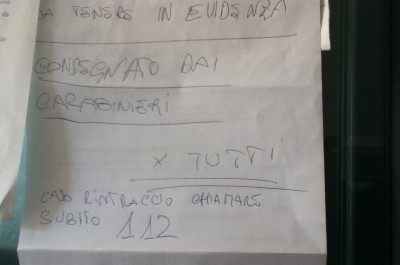 DA TENERE IN EVIDENZA
CONSEGNATO DAI
CARABINIERI
X TUTTI
CASO RINTRACCIO CHIAMARE
SUBITO 112